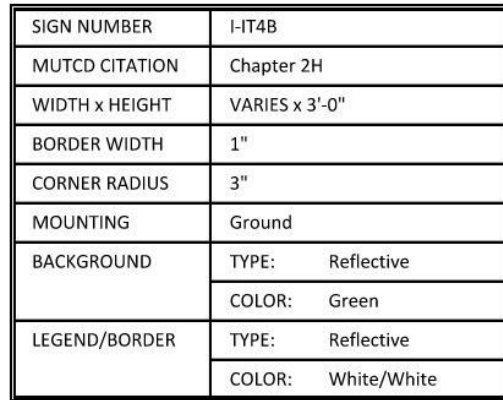 SIGN NUMBER I-IT4B
MUTCD CITATION Chapter 2H
WIDTH x HEIGHT VARIES x 3'-0"
BORDER WIDTH 1"
CORNER RADIUS 3"
MOUNTING Ground
BACKGROUND TYPE: Reflective
COLOR: Green
LEGEND/BORDER TYPE: Reflective
COLOR: White/White